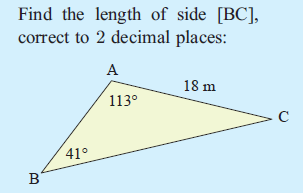 Find the length of side [BC],
correct to 2 decimal places:
A
18 m
113°
C
41°
B